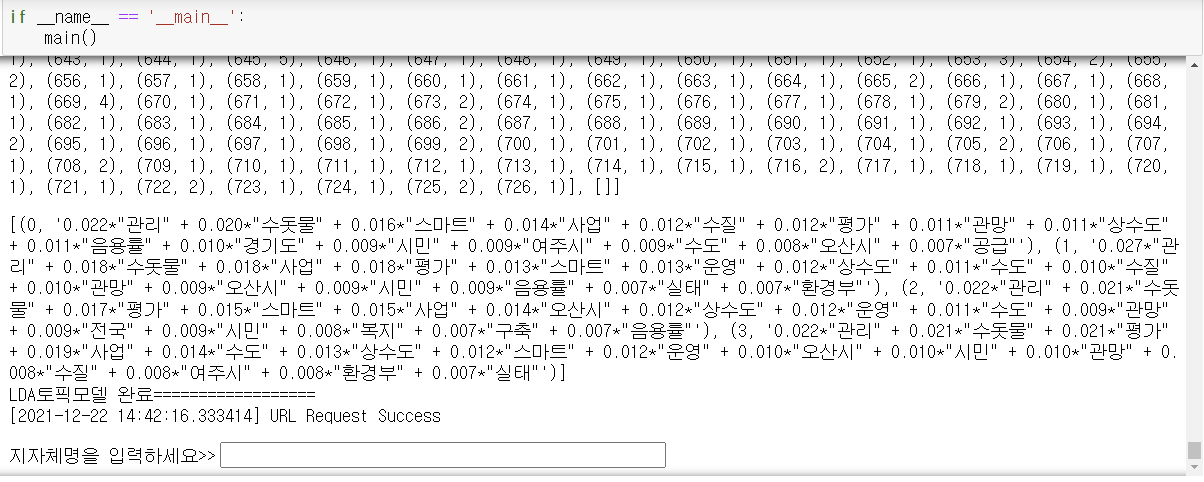 if __name__ == '__main__':
    main()
1), (643, 1), (644, 1), (645, 5), (646, 1), (647, 1), (648, 1), (649, 1), (650, 1), (651, 1), (652, 1), (653, 3), (654, 2), (655,
2), (656, 1), (657, 1), (658, 1), (659, 1), (660, 1), (661, 1), (662, 1), (663, 1), (664, 1), (665, 2), (666, 1), (667, 1), (668,
1), (669, 4), (670, 1), (671, 1), (672, 1), (673, 2), (674, 1), (675, 1), (676, 1), (677, 1), (678, 1), (679, 2), (680, 1), (681,
1), (682, 1), (683, 1), (684, 1), (685, 1), (686, 2), (687, 1), (688, 1), (689, 1), (690, 1), (691, 1), (692, 1), (693, 1), (694,
2), (695, 1), (696, 1), (697, 1), (698, 1), (699, 2), (700, 1), (701, 1), (702, 1), (703, 1), (704, 1), (705, 2), (706, 1), (707,
1), (708, 2), (709, 1), (710, 1), (711, 1), (712, 1), (713, 1), (714, 1), (715, 1), (716, 2), (717, 1), (718, 1), (719, 1), (720,
1), (721, 1), (722, 2), (723, 1), (724, 1), (725, 2), (726, 1)], []]
[(0, '0.022*"관리" + 0.020*"수돗물" + 0.016*"스마트" + 0.014*"사업" + 0.012*"수질" + 0.012*"평가" + 0.011*"관망" + 0.011*"상수도"
+ 0.011*"음용률" + 0.010*"경기도" + 0.009*"시민" + 0.009*"여주시" + 0.009*"수도" + 0.008*"오산시" + 0.007*"공급"'), (1, '0.027*"관
리" + 0.018*"수돗물" + 0.018*"사업" + 0.018*"평가" + 0.013*"스마트" + 0.013*"운영" + 0.012*"상수도" + 0.011*"수도" + 0.010*"수질"
+ 0.010*"관망" + 0.009*"오산시" + 0.009*"시민" + 0.009*"음용률" + 0.007*"실태" + 0.007*"환경부"'), (2, '0.022*"관리" + 0.021*"수돗
물" + 0.017*"평가" + 0.015*"스마트" + 0.015*"사업" + 0.014*"오산시" + 0.012*"상수도" + 0.012*"운영" + 0.011*"수도" + 0.009*"관망"
+ 0.009*"전국" + 0.009*"시민" + 0.008*"복지" + 0.007*"구축" + 0.007*"음용률"'), (3, '0.022*"관리" + 0.021*"수돗물" + 0.021*"평가"
+ 0.019*"사업" + 0.014*"수도" + 0.013*"상수도" + 0.012*"스마트" + 0.012*"운영" + 0.010*"오산시" + 0.010*"시민" + 0.010*"관망" + 0.
008*"수질" + 0.008*"여주시" + 0.008*"환경부" + 0.007*"실태"')]
LDA토픽모델 완료==================
[2021-12-22 14:42:16.333414] URL Request Success
지자체명을 입력하세요>>